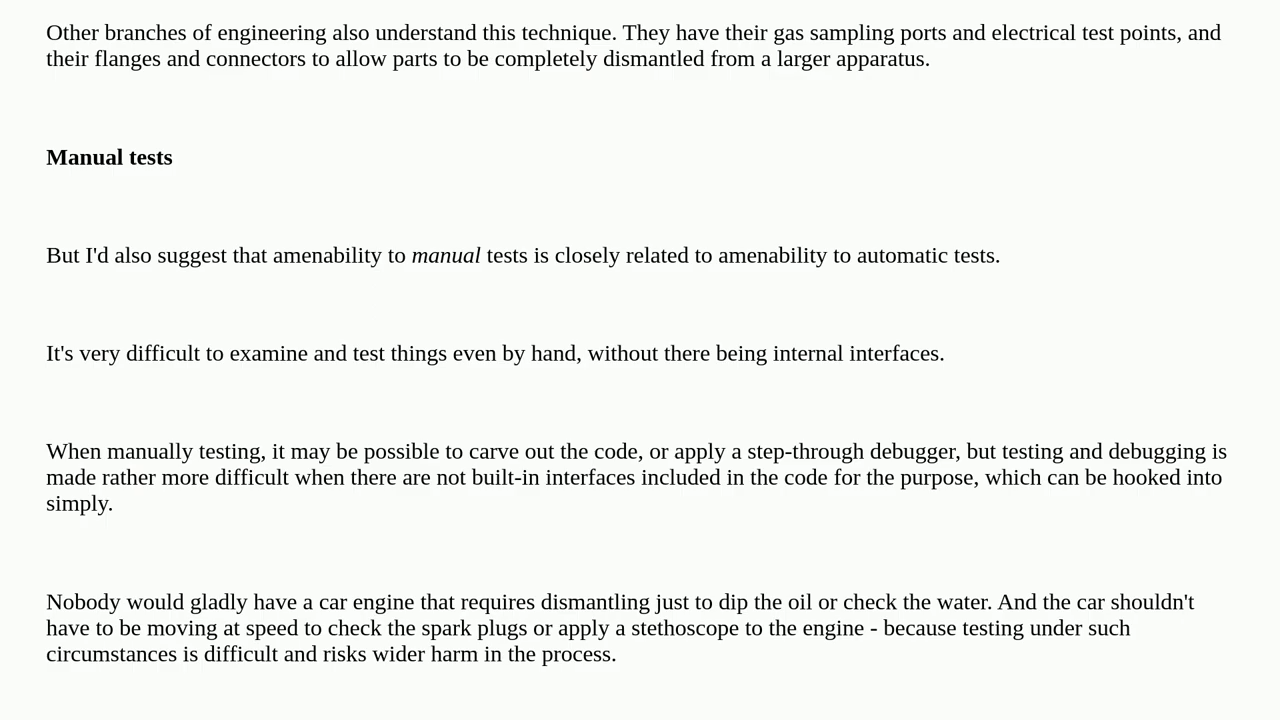 Other branches of engineering also understand this technique. They have their gas sampling ports and electrical test points, and
their flanges and connectors to allow parts to be completely dismantled from a larger apparatus.
Manual tests
But I'd also suggest that amenability to manual tests is closely related to amenability to automatic tests.
It's very difficult to examine and test things even by hand, without there being internal interfaces.
When manually testing, it may be possible to carve out the code, or apply a step-through debugger, but testing and debugging is
made rather more difficult when there are not built-in interfaces included in the code for the purpose, which can be hooked into
simply.
Nobody would gladly have a car engine that requires dismantling just to dip the oil or check the water. And the car shouldn't
have to be moving at speed to check the spark plugs or apply a stethoscope to the engine - because testing under such
circumstances is difficult and risks wider harm in the process.